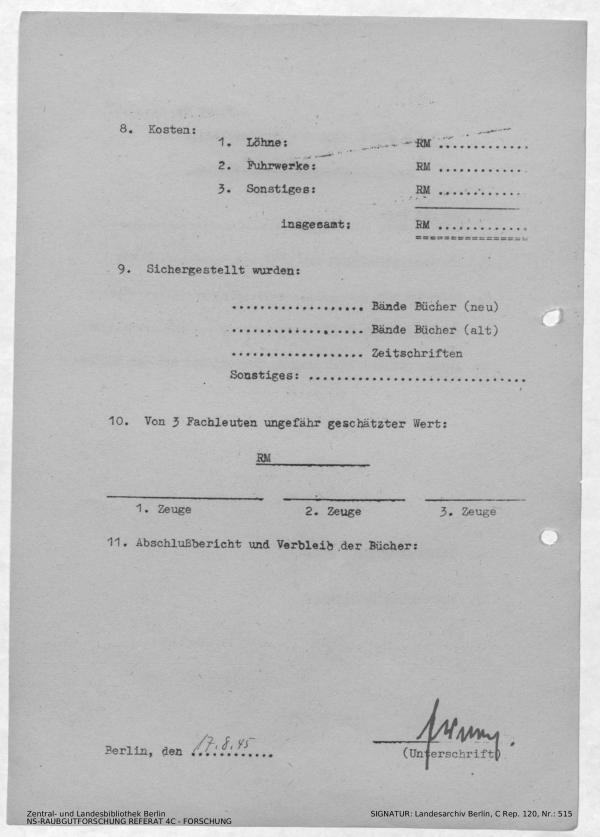 8. Kosten:
1. Löhne: RM .............
2. Fuhrwerke: RM .............
3. Sonstiges: RM .............
insgesamt: RM .............
9. Sichergestellt wurden:
................... Bände Bücher (neu)
................... Bände Bücher (alt)
................... Zeitschriften
Sonstiges: ...............................
10. Von 3 Fachleuten ungefähr geschätzter Wert:
RM
1. Zeuge 2. Zeuge 3. Zeuge
11. Abschlußbericht und Verbleib der Bücher:
Berlin, den 17.8.45
(Unterschrift)
Zentral- und Landesbibliothek Berlin
NS-RAUBGUTFORSCHUNG REFERAT 4C - FORSCHUNG
SIGNATUR: Landesarchiv Berlin, C Rep. 120, Nr.: 515